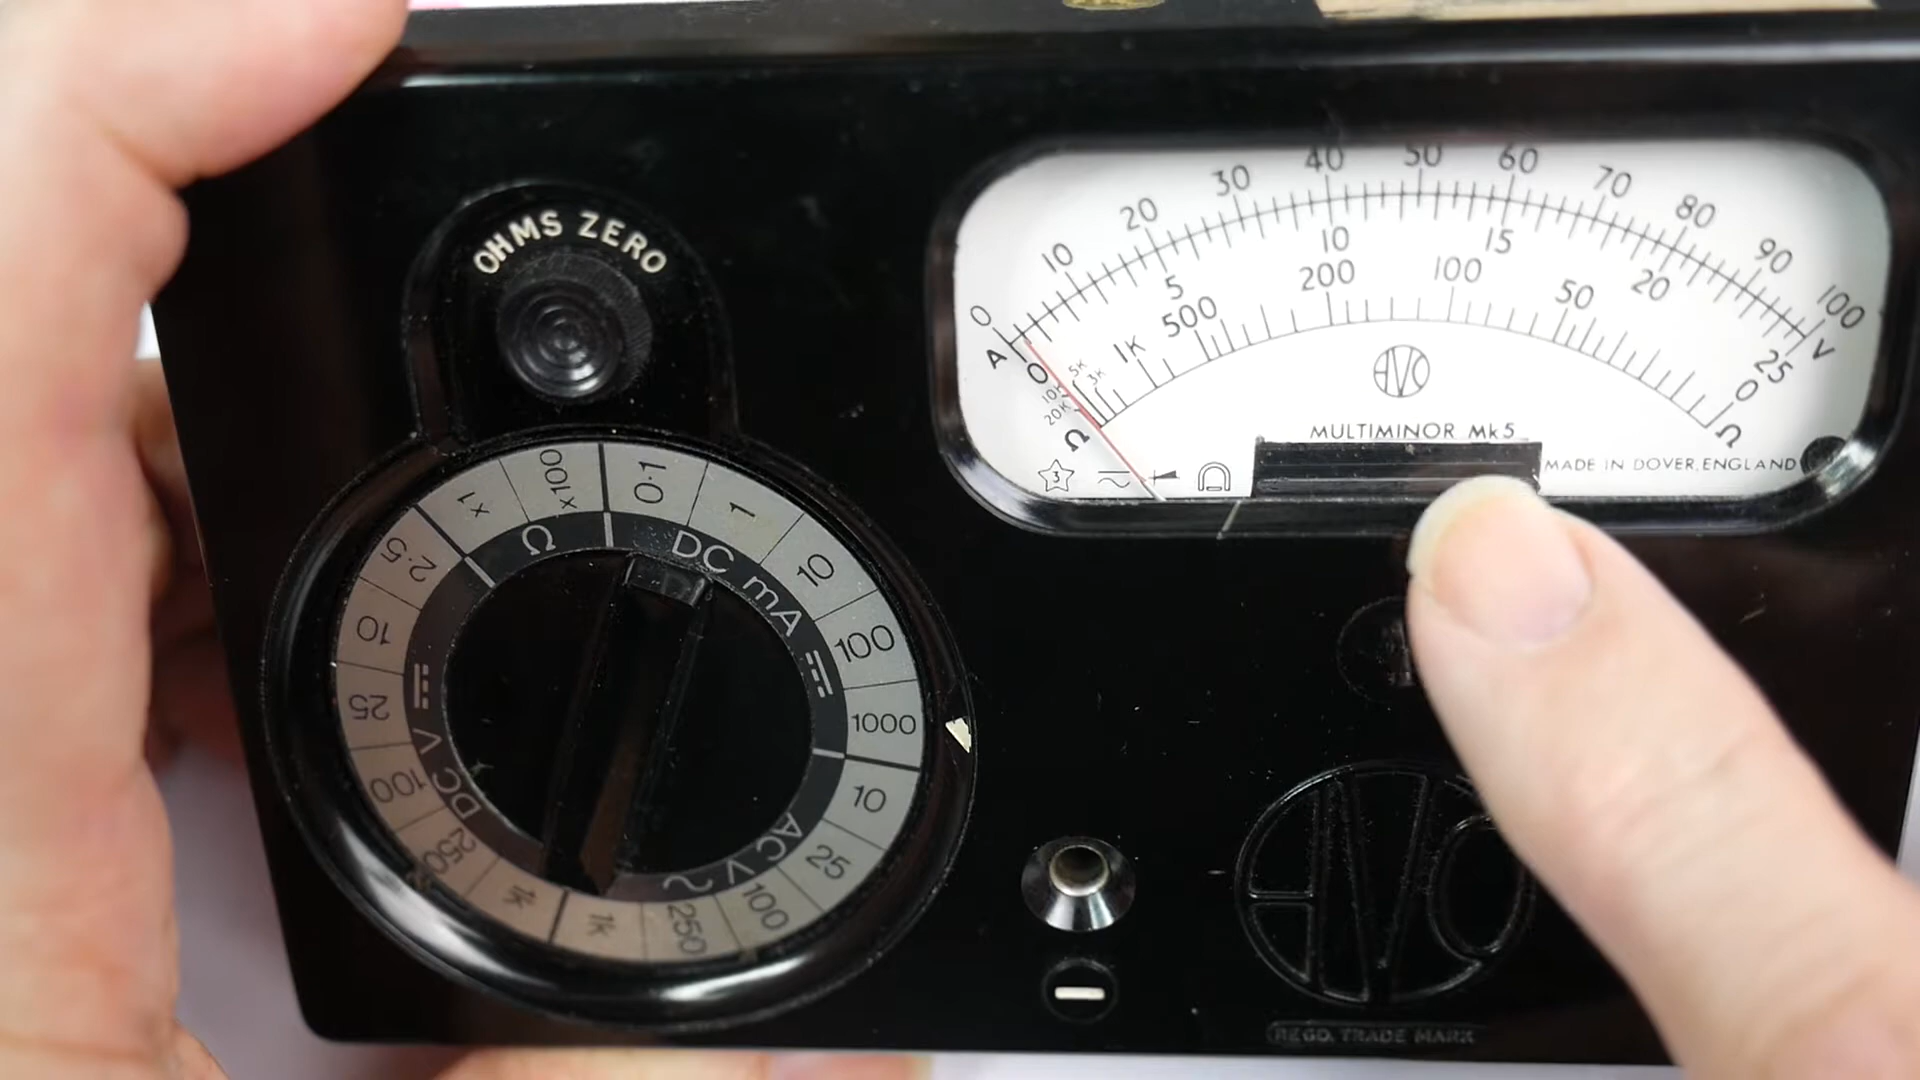 OHMS ZERO
0 10 20 30 40 50 60 70 80 90 100
A V
0 5 10 15 20 25
20K 10K 5K 3K 1K 500 200 100 50 0
Ω Ω
AVO
MULTIMINOR Mk5
3
MADE IN DOVER, ENGLAND
x1 x100
Ω
0·1 1 10 100 1000
DC mA
10 25 100 250 1k
AC V
2·5 10 25 100 250 1k
DC V
AVO
REGD. TRADE MARK